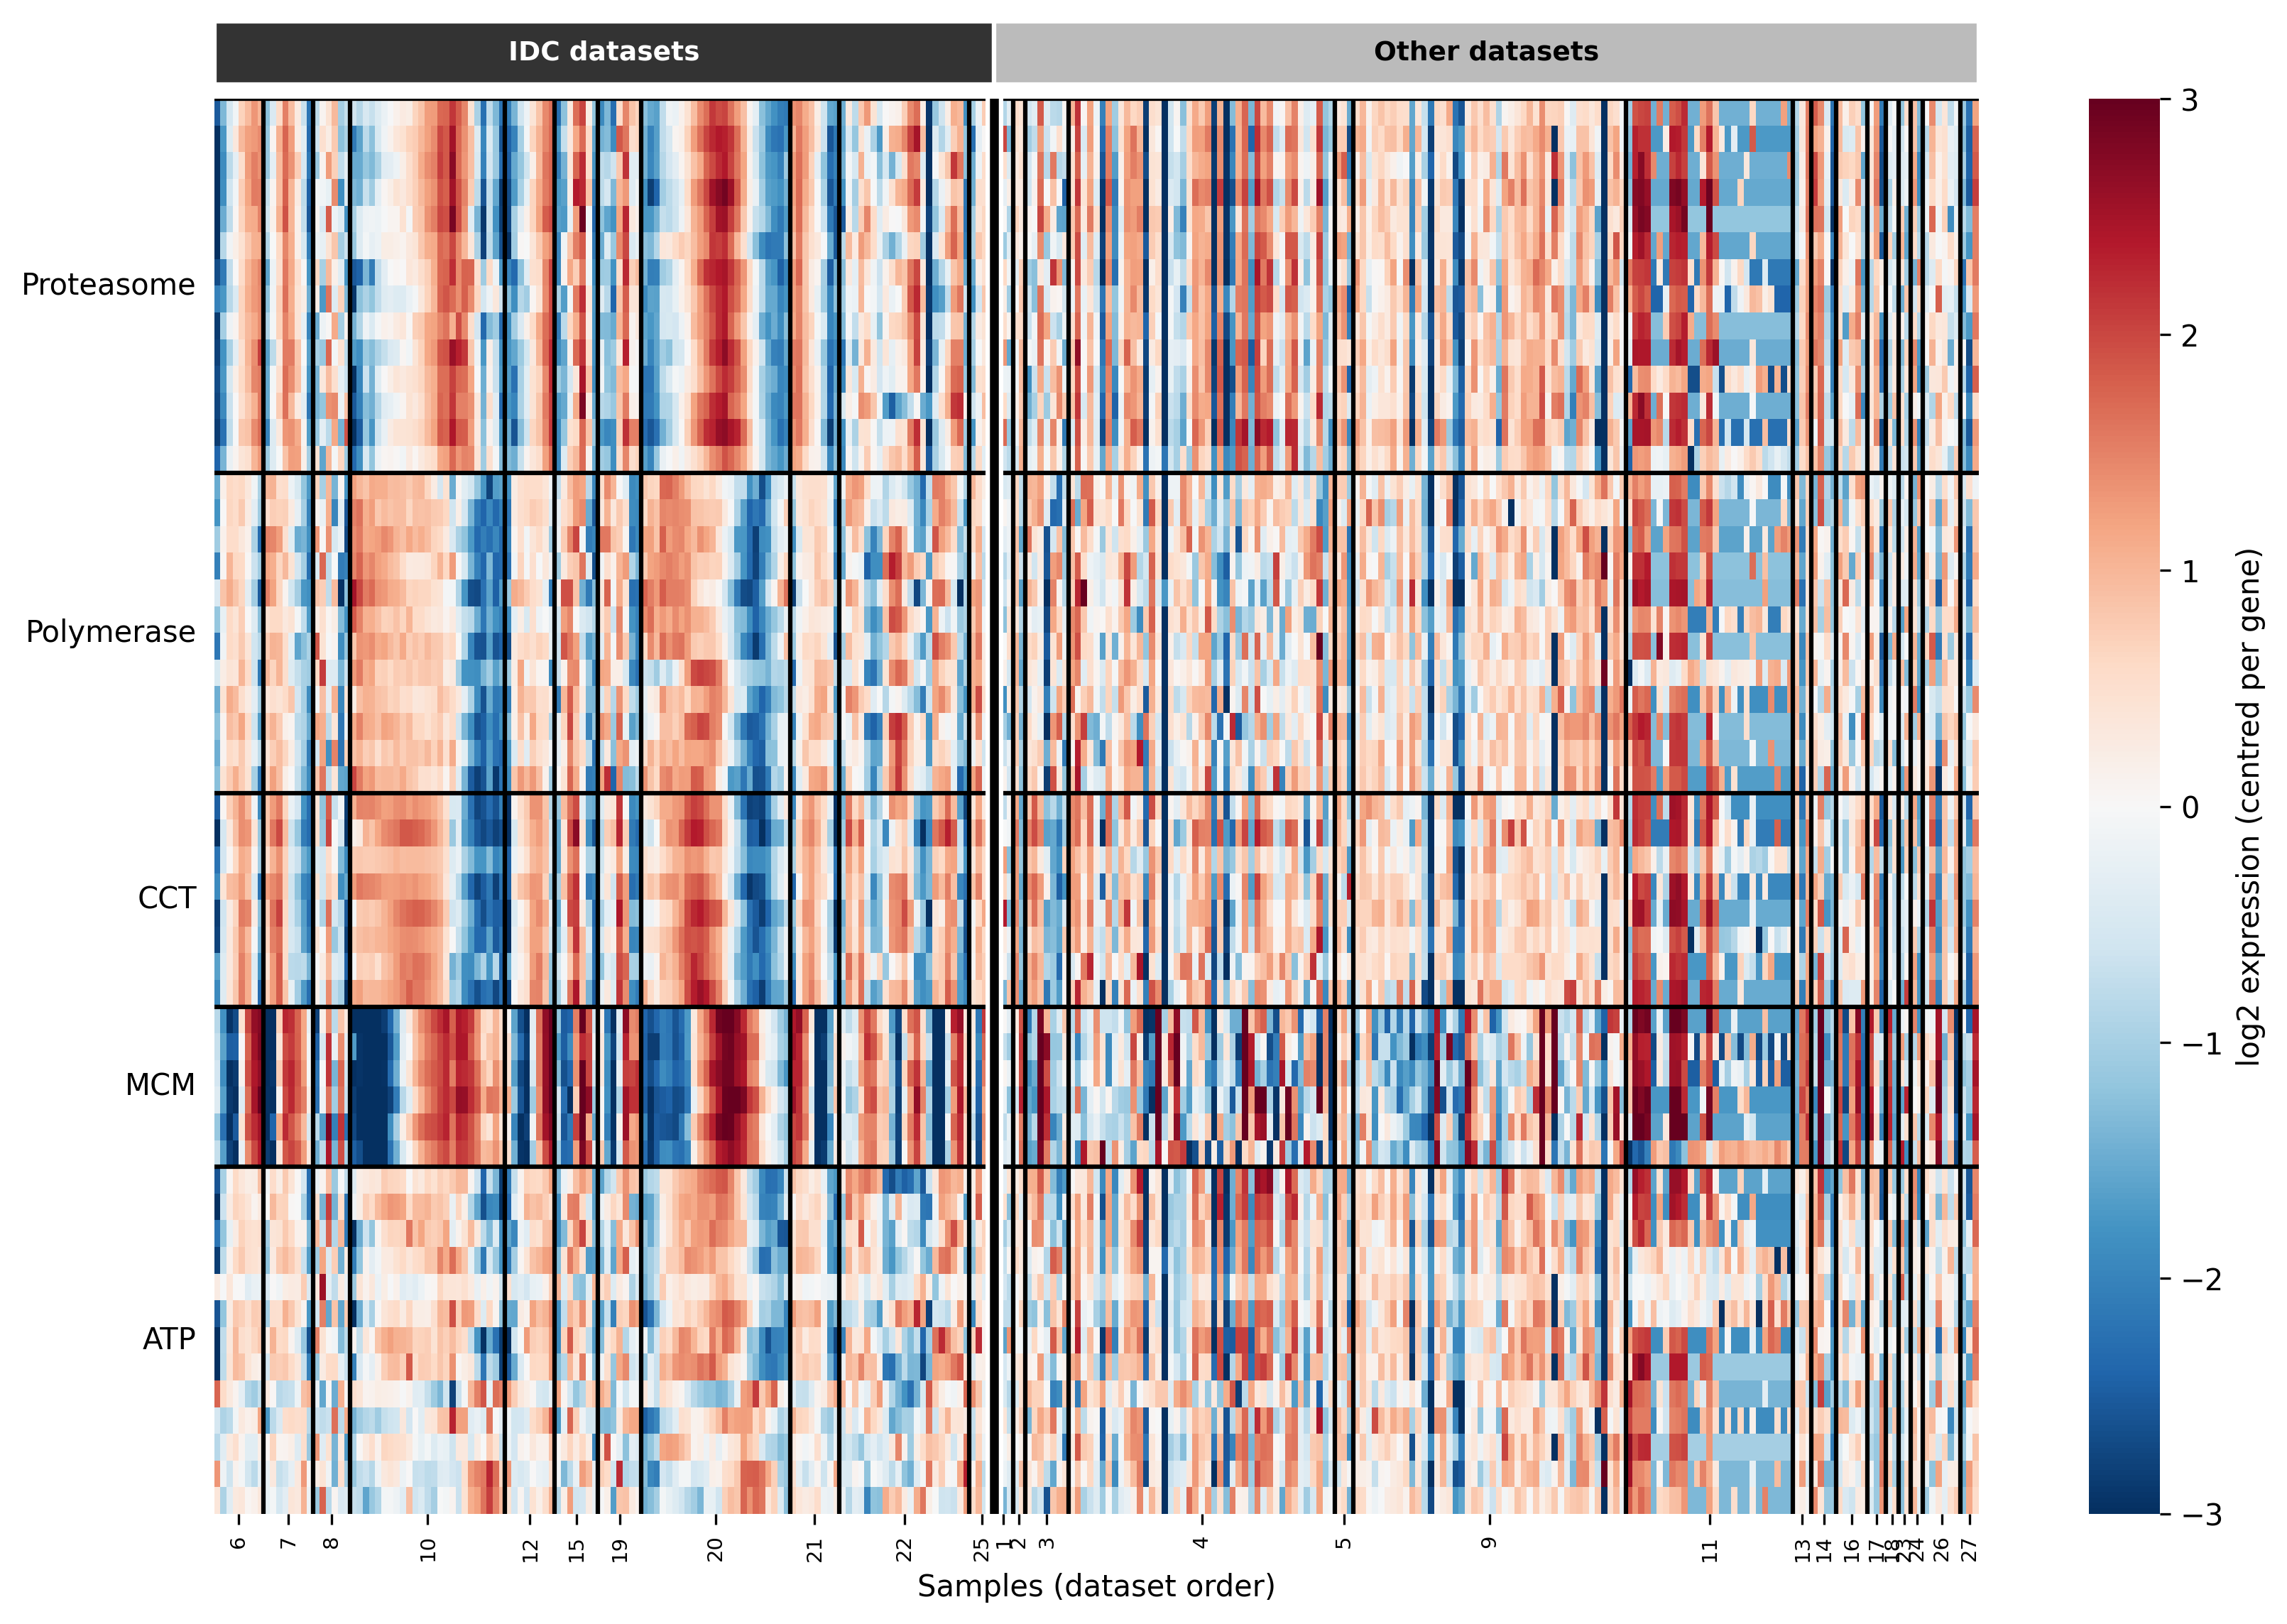 IDC datasets
Other datasets
Proteasome
Polymerase
CCT
MCM
ATP
3
2
1
0
−1
−2
−3
log2 expression (centred per gene)
6 7 8 10 12 15 19 20 21 22 25 1 2 3 4 5 9 11 13 14 16 17 18 23 24 26 27
Samples (dataset order)